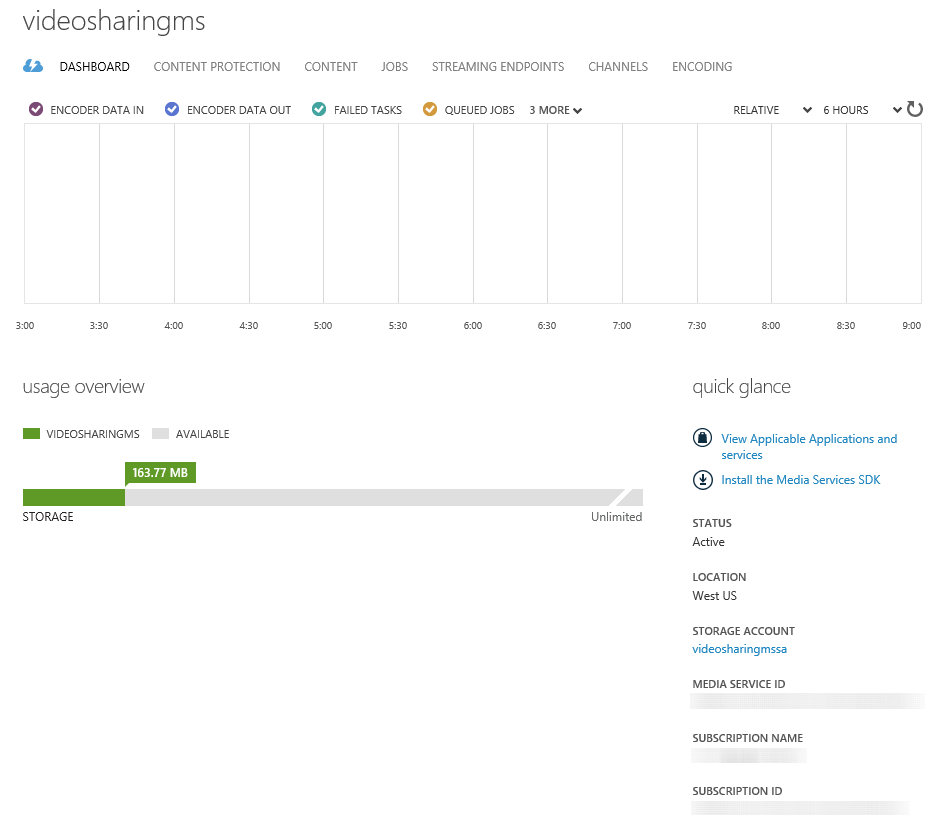 videosharingms
DASHBOARD CONTENT PROTECTION CONTENT JOBS STREAMING ENDPOINTS CHANNELS ENCODING
ENCODER DATA IN ENCODER DATA OUT FAILED TASKS QUEUED JOBS 3 MORE RELATIVE 6 HOURS
3:00 3:30 4:00 4:30 5:00 5:30 6:00 6:30 7:00 7:30 8:00 8:30 9:00
usage overview
VIDEOSHARINGMS AVAILABLE
163.77 MB
STORAGE Unlimited
quick glance
View Applicable Applications and
services
Install the Media Services SDK
STATUS
Active
LOCATION
West US
STORAGE ACCOUNT
videosharingmssa
MEDIA SERVICE ID
SUBSCRIPTION NAME
SUBSCRIPTION ID